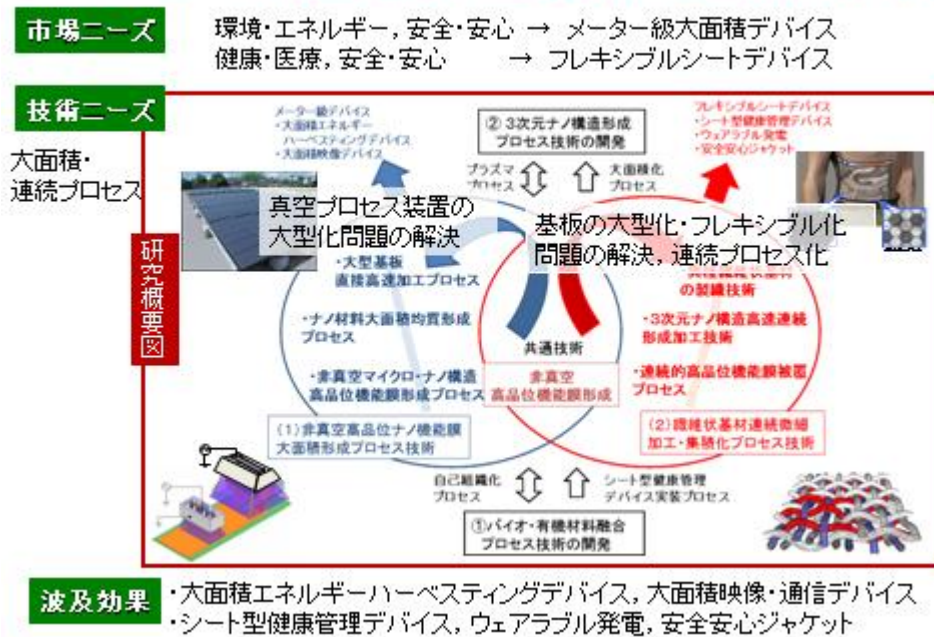 市場ニーズ
環境・エネルギー, 安全・安心 → メーター級大面積デバイス
健康・医療, 安全・安心 → フレキシブルシートデバイス
技術ニーズ
大面積・
連続プロセス
研究概要図
メーター級デバイス
・大面積エネルギー
ハーベスティングデバイス
・大面積映像デバイス
② 3次元ナノ構造形成
プロセス技術の開発
フレキシブルシートデバイス
・シート型健康管理デバイス
・ウェアラブル発電
・安全安心ジャケット
プラズマ
プロセス
大面積化
プロセス
真空プロセス装置の
大型化問題の解決
基板の大型化・フレキシブル化
問題の解決, 連続プロセス化
・大型基板
直接高速加工プロセス
・ナノ材料大面積均質形成
プロセス
・非真空マイクロ・ナノ構造
高品位機能膜形成プロセス
(1)非真空高品位ナノ機能膜
大面積形成プロセス技術
共通技術
非真空
高品位機能膜形成
の製織技術
・3次元ナノ構造高速連続
形成加工技術
・連続的高品位機能膜被覆
プロセス
(2)繊維状基材連続微細
加工・集積化プロセス技術
自己組織化
プロセス
シート型健康管理
デバイス実装プロセス
①バイオ・有機材料融合
プロセス技術の開発
波及効果
・大面積エネルギーハーベスティングデバイス, 大面積映像・通信デバイス
・シート型健康管理デバイス, ウェアラブル発電, 安全安心ジャケット